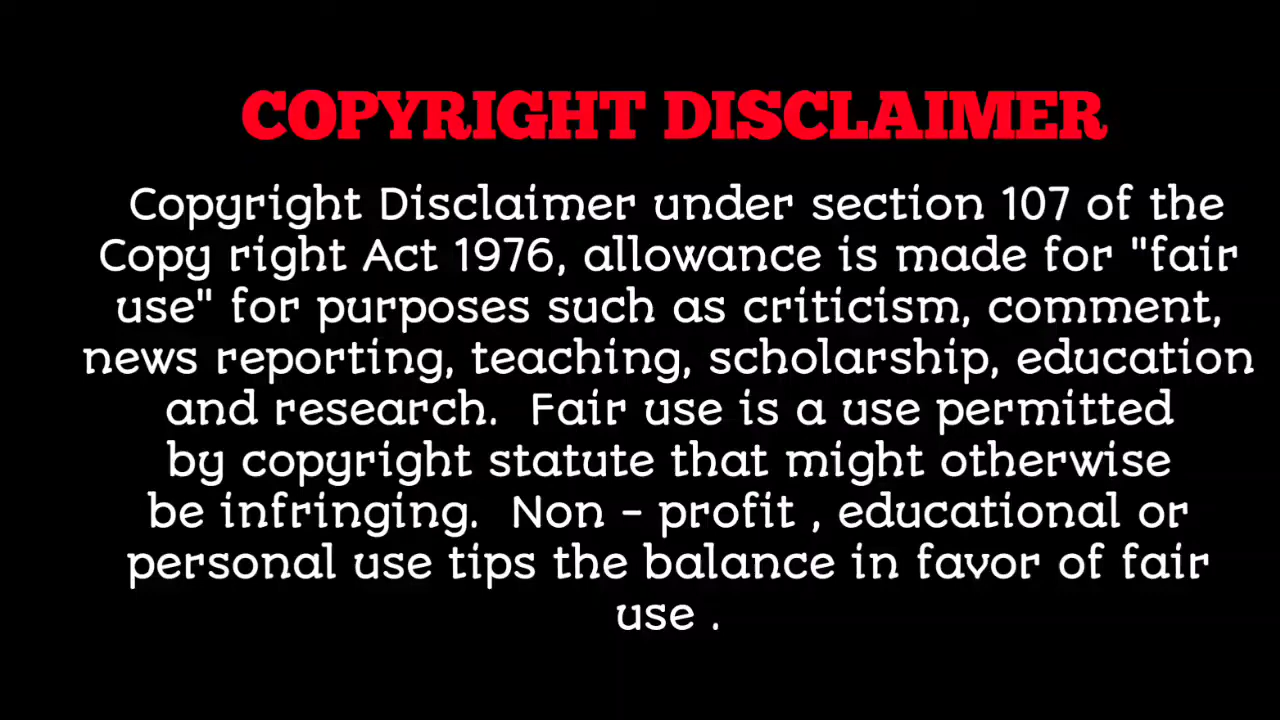 COPYRIGHT DISCLAIMER
Copyright Disclaimer under section 107 of the
Copy right Act 1976, allowance is made for "fair
use" for purposes such as criticism, comment,
news reporting, teaching, scholarship, education
and research.  Fair use is a use permitted
by copyright statute that might otherwise
be infringing.  Non - profit , educational or
personal use tips the balance in favor of fair
use .